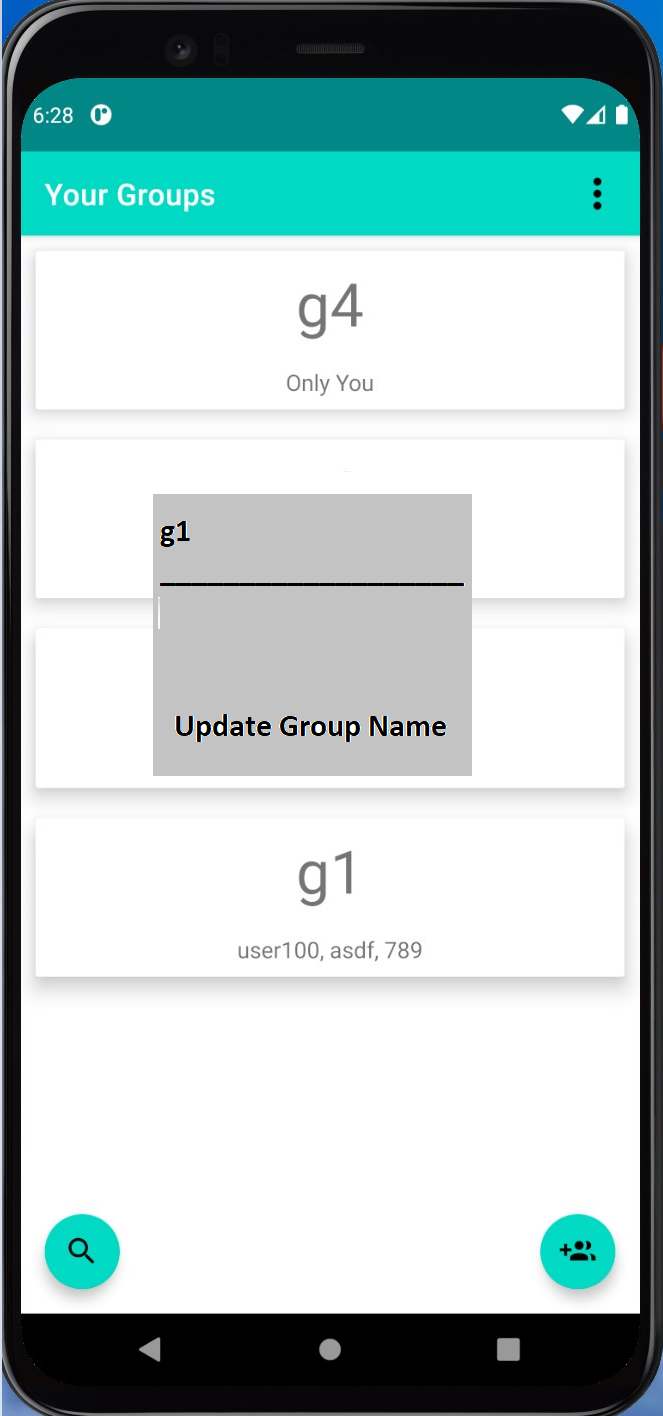 6:28
Your Groups
g4
Only You
g1
Update Group Name
g1
user100, asdf, 789